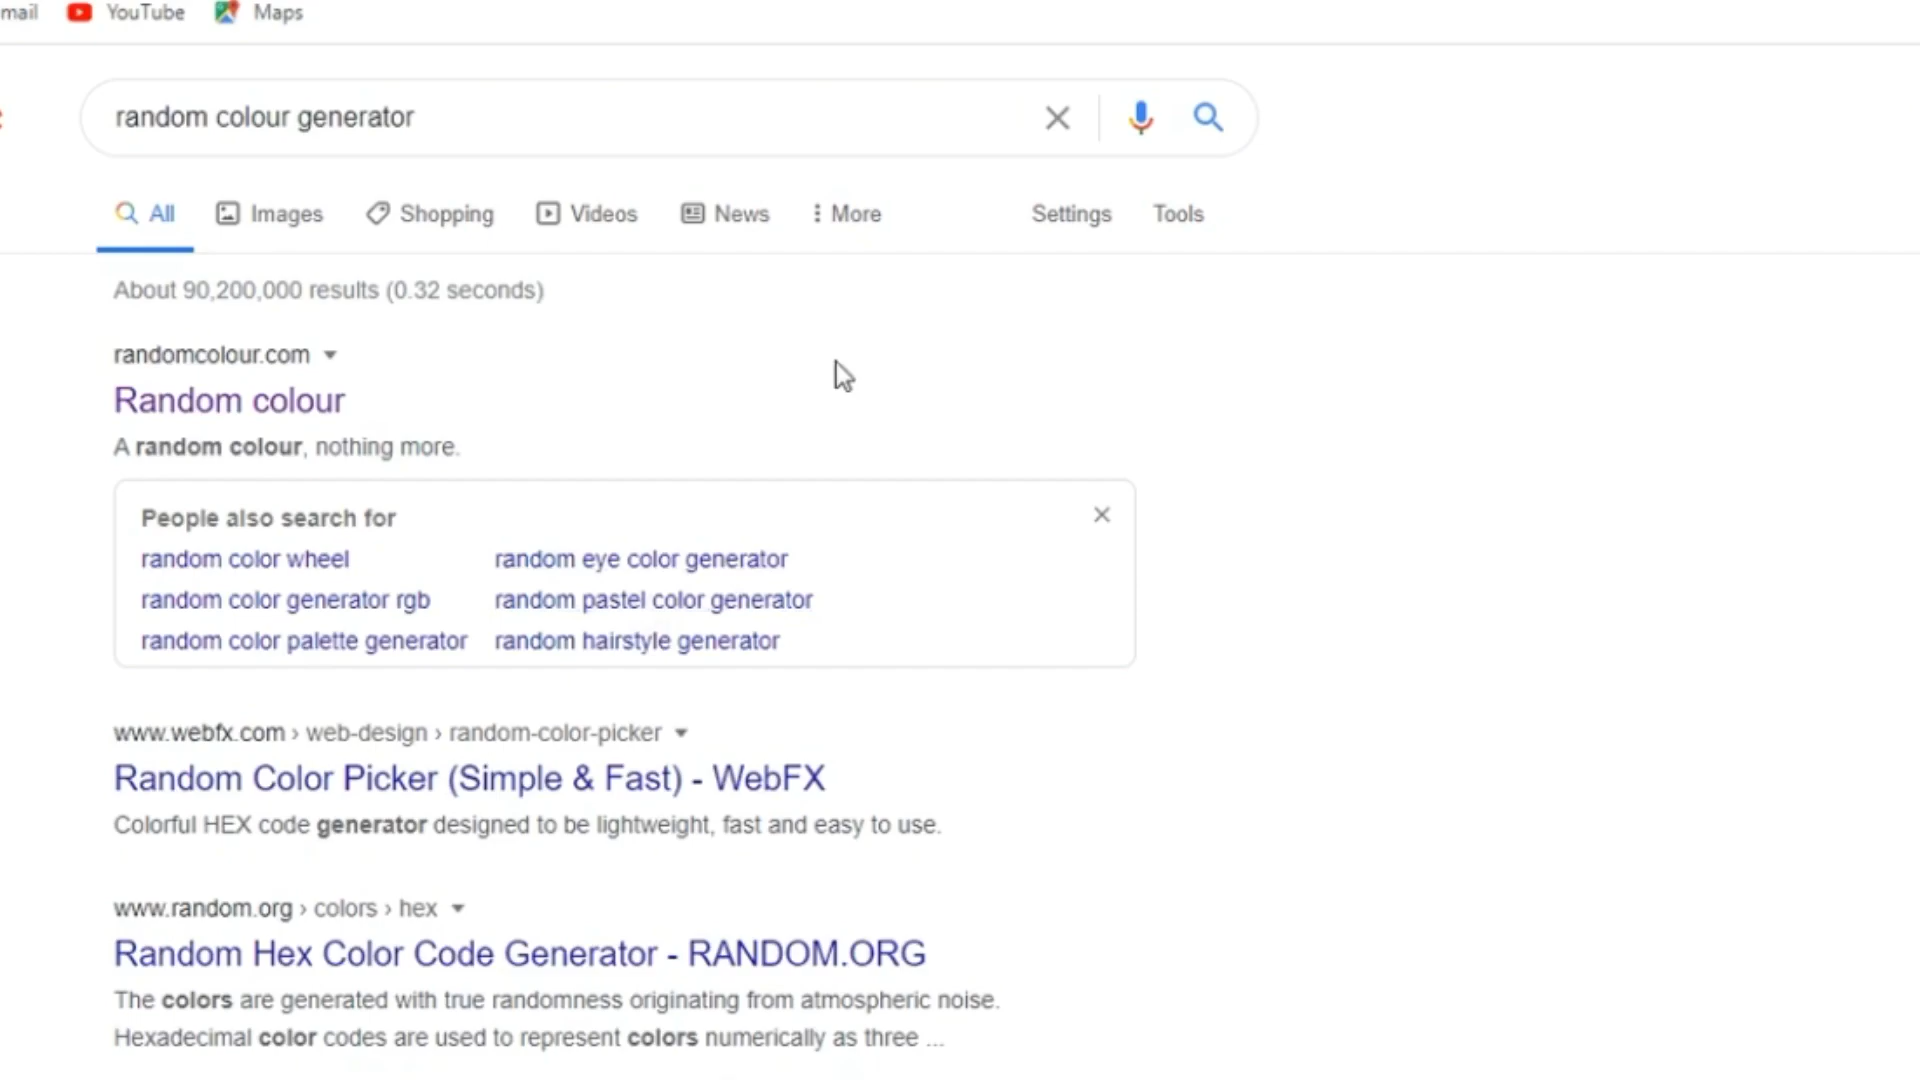 mail YouTube Maps
random colour generator
All Images Shopping Videos News More Settings Tools
About 90,200,000 results (0.32 seconds)
randomcolour.com
Random colour
A random colour, nothing more.
People also search for
random color wheel random eye color generator
random color generator rgb random pastel color generator
random color palette generator random hairstyle generator
www.webfx.com › web-design › random-color-picker
Random Color Picker (Simple & Fast) - WebFX
Colorful HEX code generator designed to be lightweight, fast and easy to use.
www.random.org › colors › hex
Random Hex Color Code Generator - RANDOM.ORG
The colors are generated with true randomness originating from atmospheric noise.
Hexadecimal color codes are used to represent colors numerically as three ...